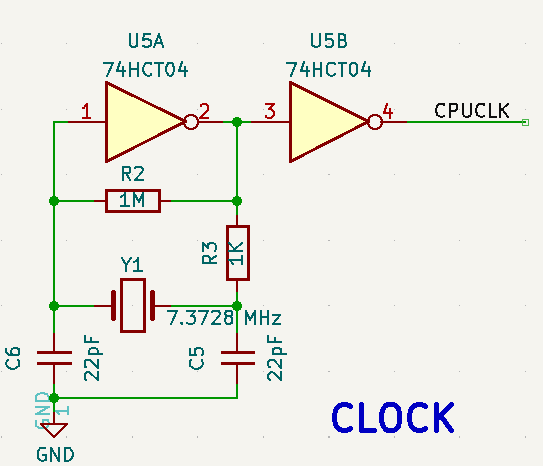 U5A
74HCT04
1
2
U5B
74HCT04
3
4
CPUCLK
R2
1M
R3
1K
Y1
7.3728 MHz
C6
22pF
C5
22pF
GND
1
GND
CLOCK